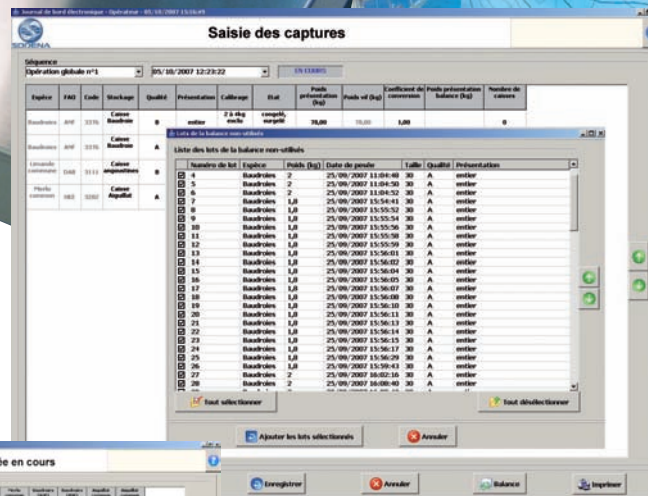 Journal de bord électronique - Opérateur - 05/10/2007 15:16:49
SODENA
Saisie des captures
Séquence
Opération globale n°1 05/10/2007 12:23:22 EN COURS
Espèce FAO Code Stockage Qualité Présentation Calibrage Etat Poids présentation (kg) Poids vif (kg) Coefficient de conversion Poids présentation balance (kg) Nombre de caisses
Baudroies ANF 3376 Caisse Baudroie B entier 2 à 4kg exclu congelé, surgelé 78,00 78,00 1,00 0
Baudroies ANF 3376 Caisse Baudroie A
Limande commune DAB 3111 Caisse B
Merlu commun HKE 3202 Caisse Aiguillat A
Lots de la balance non-utilisés
Liste des lots de la balance non-utilisés
Numéro de lot Espèce Poids (kg) Date de pesée Taille Qualité Présentation
4 Baudroies 2 25/09/2007 11:04:48 30 A entier
5 Baudroies 2 25/09/2007 11:04:50 30 A entier
6 Baudroies 2 25/09/2007 11:04:52 30 A entier
7 Baudroies 1,8 25/09/2007 15:54:41 30 A entier
8 Baudroies 1,8 25/09/2007 15:55:52 30 A entier
9 Baudroies 1,8 25/09/2007 15:55:54 30 A entier
10 Baudroies 1,8 25/09/2007 15:55:56 30 A entier
11 Baudroies 1,8 25/09/2007 15:55:58 30 A entier
12 Baudroies 1,8 25/09/2007 15:55:59 30 A entier
13 Baudroies 1,8 25/09/2007 15:56:01 30 A entier
14 Baudroies 1,8 25/09/2007 15:56:02 30 A entier
15 Baudroies 1,8 25/09/2007 15:56:04 30 A entier
16 Baudroies 1,8 25/09/2007 15:56:05 30 A entier
17 Baudroies 1,8 25/09/2007 15:56:07 30 A entier
18 Baudroies 1,8 25/09/2007 15:56:08 30 A entier
19 Baudroies 1,8 25/09/2007 15:56:10 30 A entier
20 Baudroies 1,8 25/09/2007 15:56:11 30 A entier
21 Baudroies 1,8 25/09/2007 15:56:13 30 A entier
22 Baudroies 1,8 25/09/2007 15:56:14 30 A entier
23 Baudroies 1,8 25/09/2007 15:56:15 30 A entier
24 Baudroies 1,8 25/09/2007 15:56:17 30 A entier
25 Baudroies 1,8 25/09/2007 15:56:29 30 A entier
26 Baudroies 1,8 25/09/2007 15:59:43 30 A entier
27 Baudroies 2 25/09/2007 16:02:16 30 A entier
28 Baudroies 2 25/09/2007 16:08:40 30 A entier
Tout sélectionner Tout désélectionner
Ajouter les lots sélectionnés Annuler
ée en cours
Enregistrer Annuler Balance Imprimer